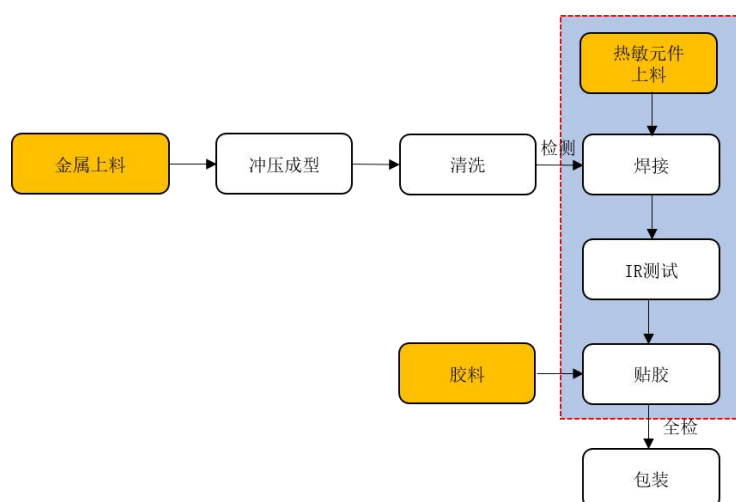 热敏元件
上料
金属上料
冲压成型
清洗
检测
焊接
IR测试
胶料
贴胶
全检
包装